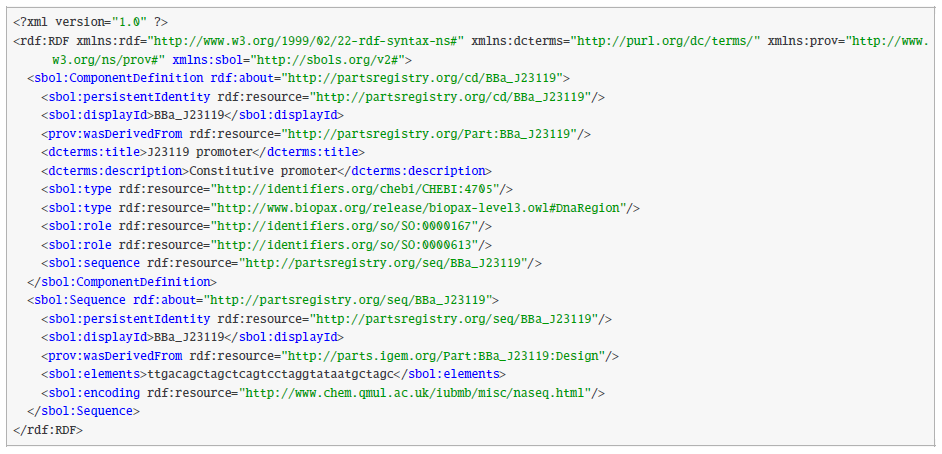 <?xml version="1.0" ?>
<rdf:RDF xmlns:rdf="http://www.w3.org/1999/02/22-rdf-syntax-ns#" xmlns:dcterms="http://purl.org/dc/terms/" xmlns:prov="http://www.
w3.org/ns/prov#" xmlns:sbol="http://sbols.org/v2#">
<sbol:ComponentDefinition rdf:about="http://partsregistry.org/cd/BBa_J23119">
<sbol:persistentIdentity rdf:resource="http://partsregistry.org/cd/BBa_J23119"/>
<sbol:displayId>BBa_J23119</sbol:displayId>
<prov:wasDerivedFrom rdf:resource="http://partsregistry.org/Part:BBa_J23119"/>
<dcterms:title>J23119 promoter</dcterms:title>
<dcterms:description>Constitutive promoter</dcterms:description>
<sbol:type rdf:resource="http://identifiers.org/chebi/CHEBI:4705"/>
<sbol:type rdf:resource="http://www.biopax.org/release/biopax-level3.owl#DnaRegion"/>
<sbol:role rdf:resource="http://identifiers.org/so/SO:0000167"/>
<sbol:role rdf:resource="http://identifiers.org/so/SO:0000613"/>
<sbol:sequence rdf:resource="http://partsregistry.org/seq/BBa_J23119"/>
</sbol:ComponentDefinition>
<sbol:Sequence rdf:about="http://partsregistry.org/seq/BBa_J23119">
<sbol:persistentIdentity rdf:resource="http://partsregistry.org/seq/BBa_J23119"/>
<sbol:displayId>BBa_J23119</sbol:displayId>
<prov:wasDerivedFrom rdf:resource="http://parts.igem.org/Part:BBa_J23119:Design"/>
<sbol:elements>ttgacagctagctcagtcctaggtataatgctagc</sbol:elements>
<sbol:encoding rdf:resource="http://www.chem.qmul.ac.uk/iubmb/misc/naseq.html"/>
</sbol:Sequence>
</rdf:RDF>